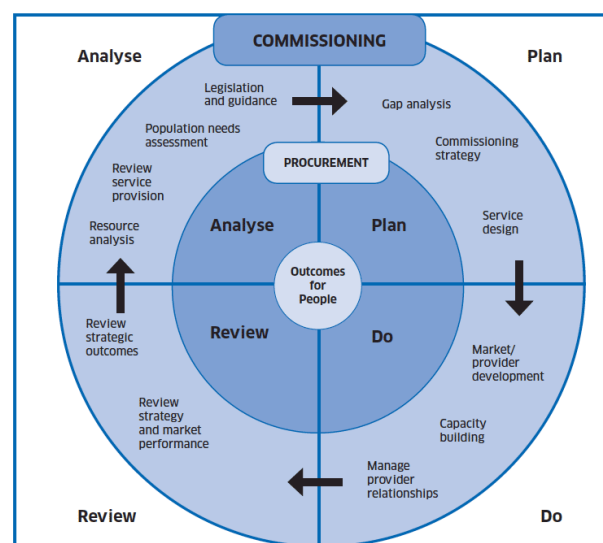 COMMISSIONING
Analyse
Plan
Legislation
and guidance
Gap analysis
Population needs
assessment
Commissioning
strategy
Review
service
provision
PROCUREMENT
Resource
analysis
Analyse
Plan
Service
design
Outcomes
for
People
Review
strategic
outcomes
Review
Do
Market/
provider
development
Review
strategy
and market
performance
Capacity
building
Manage
provider
relationships
Review
Do